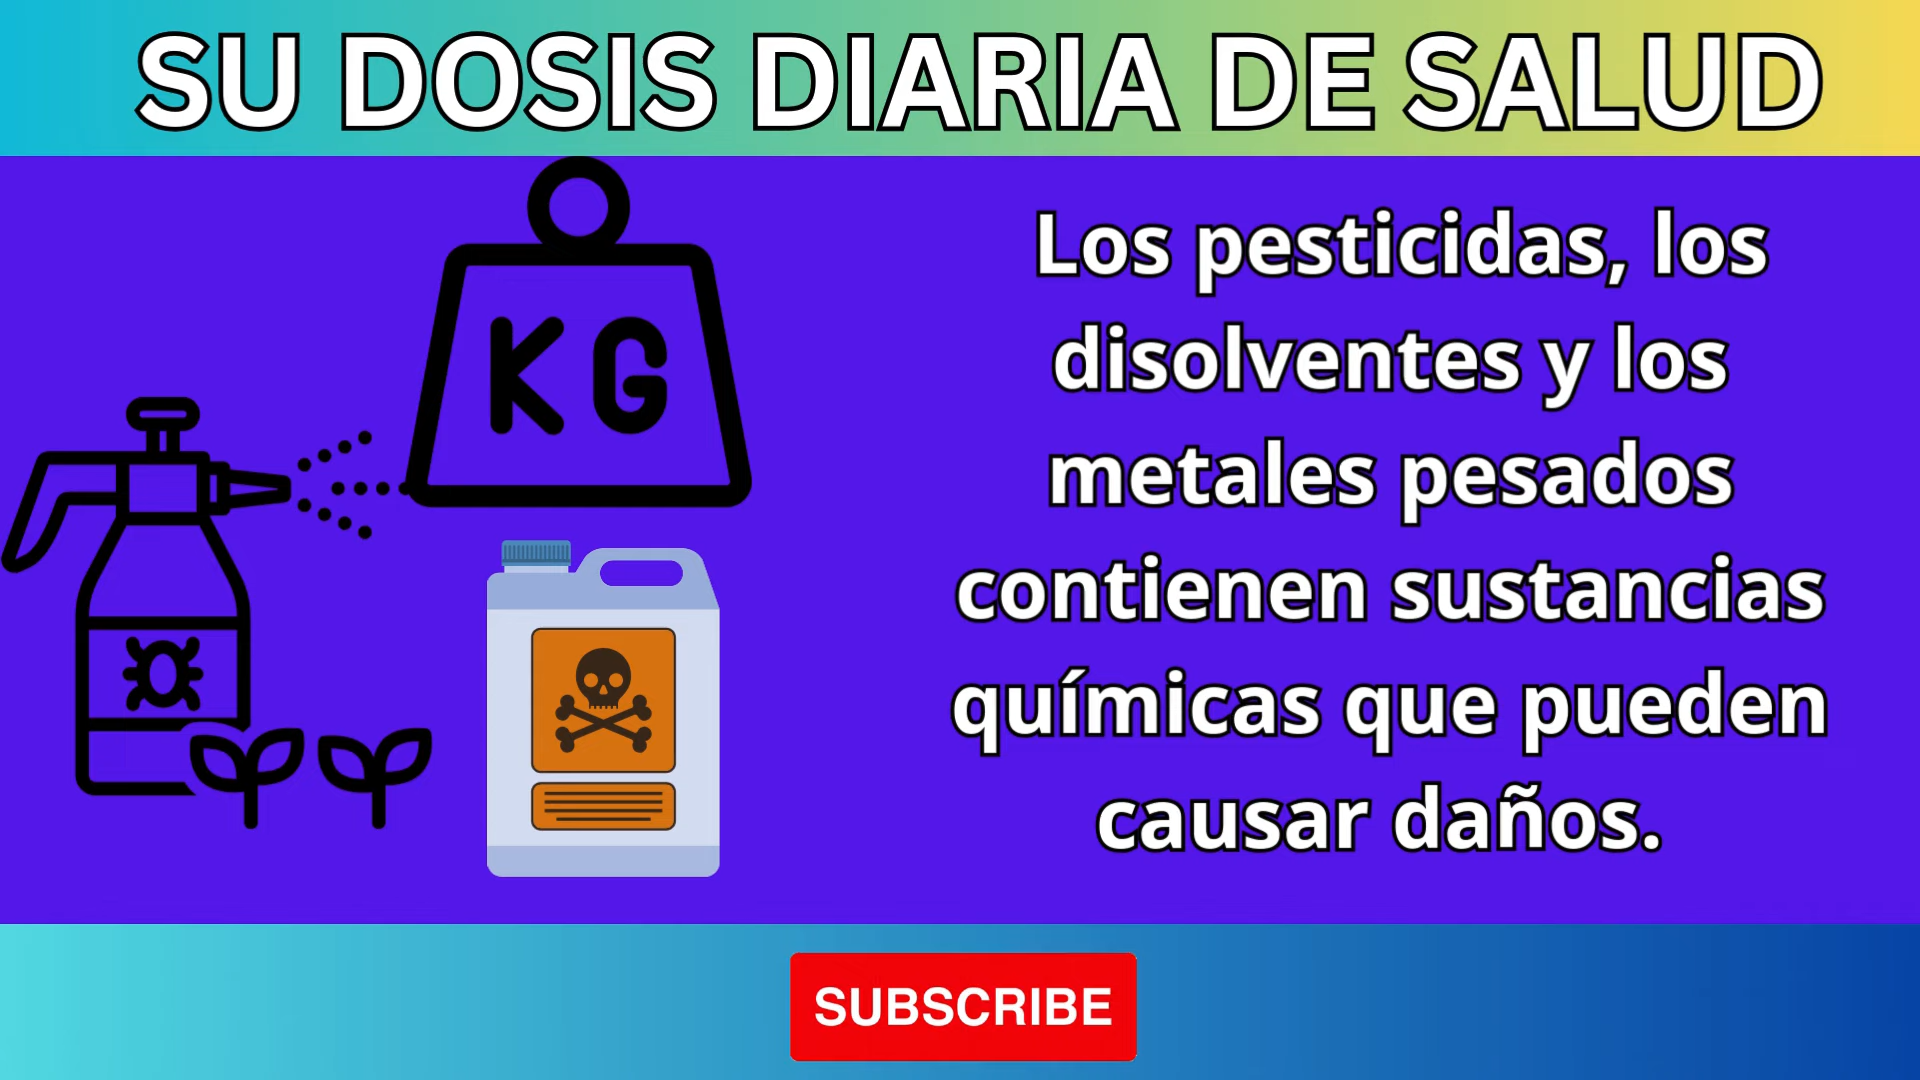 SU DOSIS DIARIA DE SALUD
KG
Los pesticidas, los
disolventes y los
metales pesados
contienen sustancias
químicas que pueden
causar daños.
SUBSCRIBE